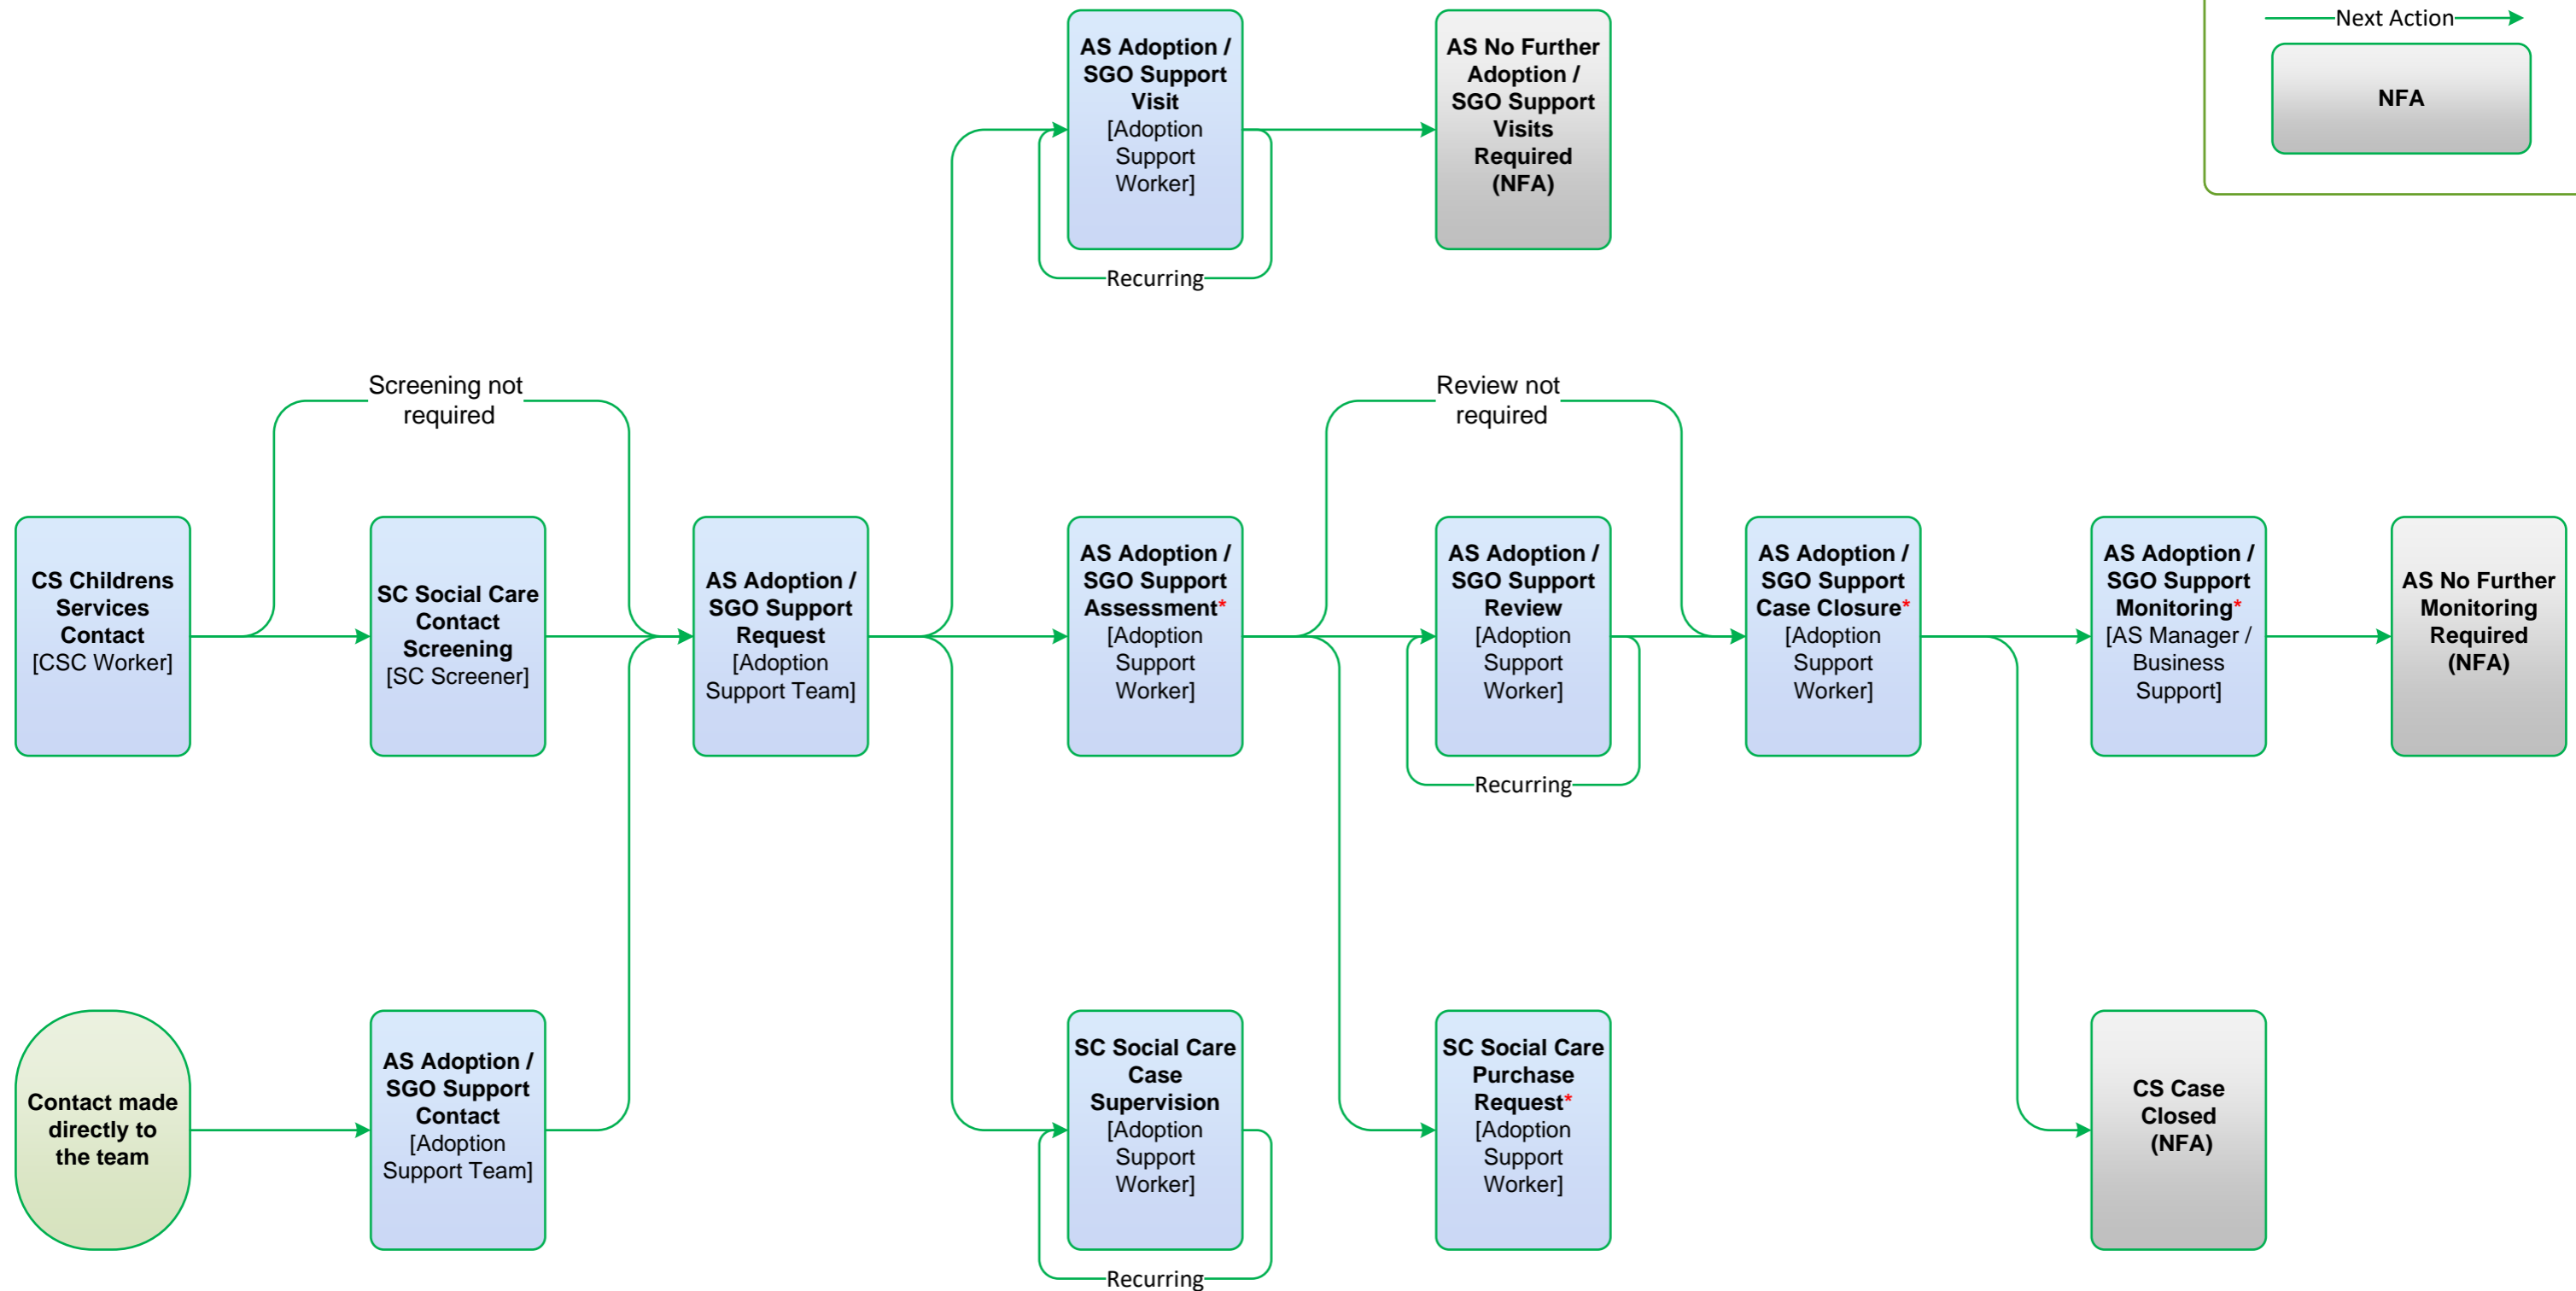 Next Action
NFA
AS Adoption /
SGO Support
Visit
[Adoption
Support
Worker]
Recurring
AS No Further
Adoption /
SGO Support
Visits
Required
(NFA)
Screening not
required
Review not
required
CS Childrens
Services
Contact
[CSC Worker]
SC Social Care
Contact
Screening
[SC Screener]
AS Adoption /
SGO Support
Request
[Adoption
Support Team]
AS Adoption /
SGO Support
Assessment*
[Adoption
Support
Worker]
AS Adoption /
SGO Support
Review
[Adoption
Support
Worker]
Recurring
AS Adoption /
SGO Support
Case Closure*
[Adoption
Support
Worker]
AS Adoption /
SGO Support
Monitoring*
[AS Manager /
Business
Support]
AS No Further
Monitoring
Required
(NFA)
Contact made
directly to
the team
AS Adoption /
SGO Support
Contact
[Adoption
Support Team]
SC Social Care
Case
Supervision
[Adoption
Support
Worker]
Recurring
SC Social Care
Purchase
Request*
[Adoption
Support
Worker]
CS Case
Closed
(NFA)